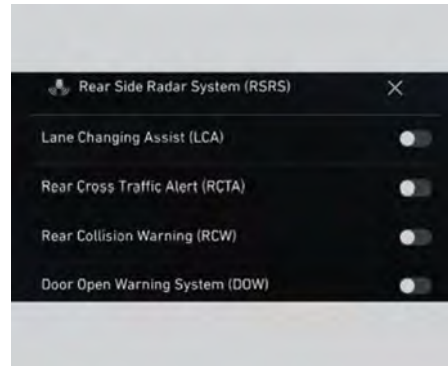 Rear Side Radar System (RSRS)
Lane Changing Assist (LCA)
Rear Cross Traffic Alert (RCTA)
Rear Collision Warning (RCW)
Door Open Warning System (DOW)